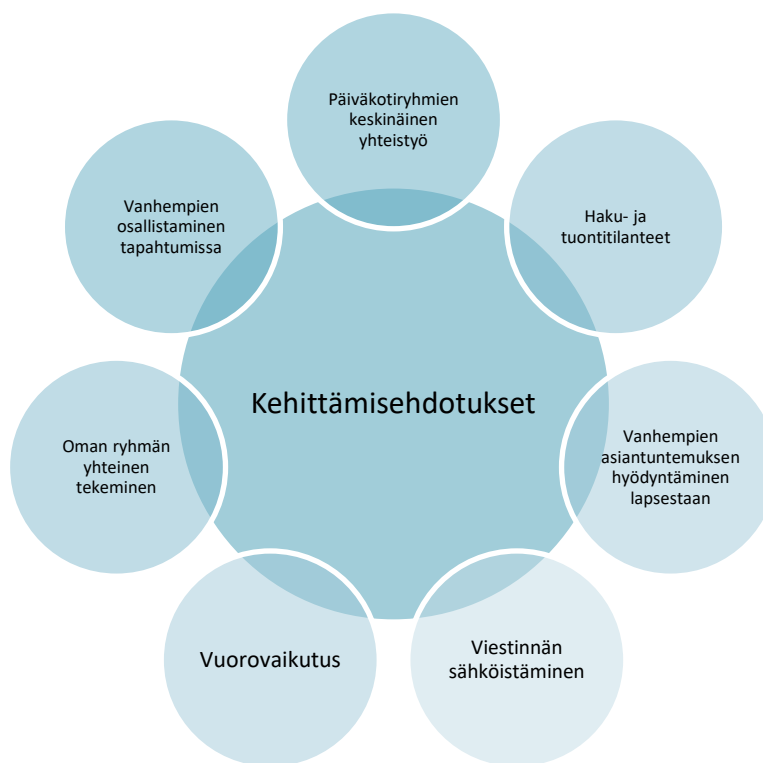 Päiväkotiryhmien
keskinäinen
yhteistyö
Haku- ja
tuontitilanteet
Vanhempien
asiantuntemuksen
hyödyntäminen
lapsestaan
Viestinnän
sähköistäminen
Vuorovaikutus
Oman ryhmän
yhteinen
tekeminen
Vanhempien
osallistaminen
tapahtumissa
Kehittämisehdotukset